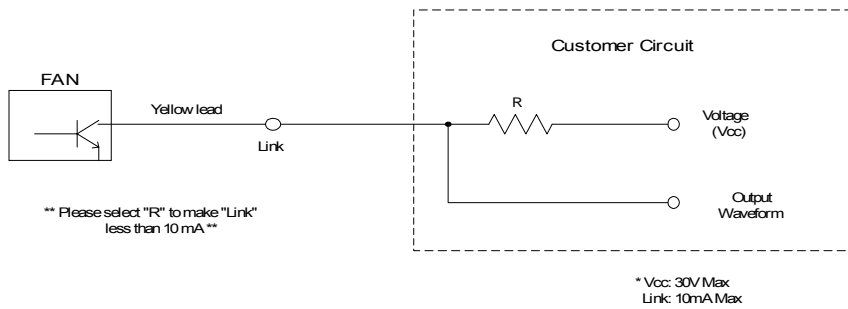 Customer Circuit
FAN
R
Yellow lead
Voltage
(Vcc)
Link
Output
Waveform
** Please select "R" to make "Link"
less than 10 mA **
* Vcc: 30V Max
Link: 10mA Max